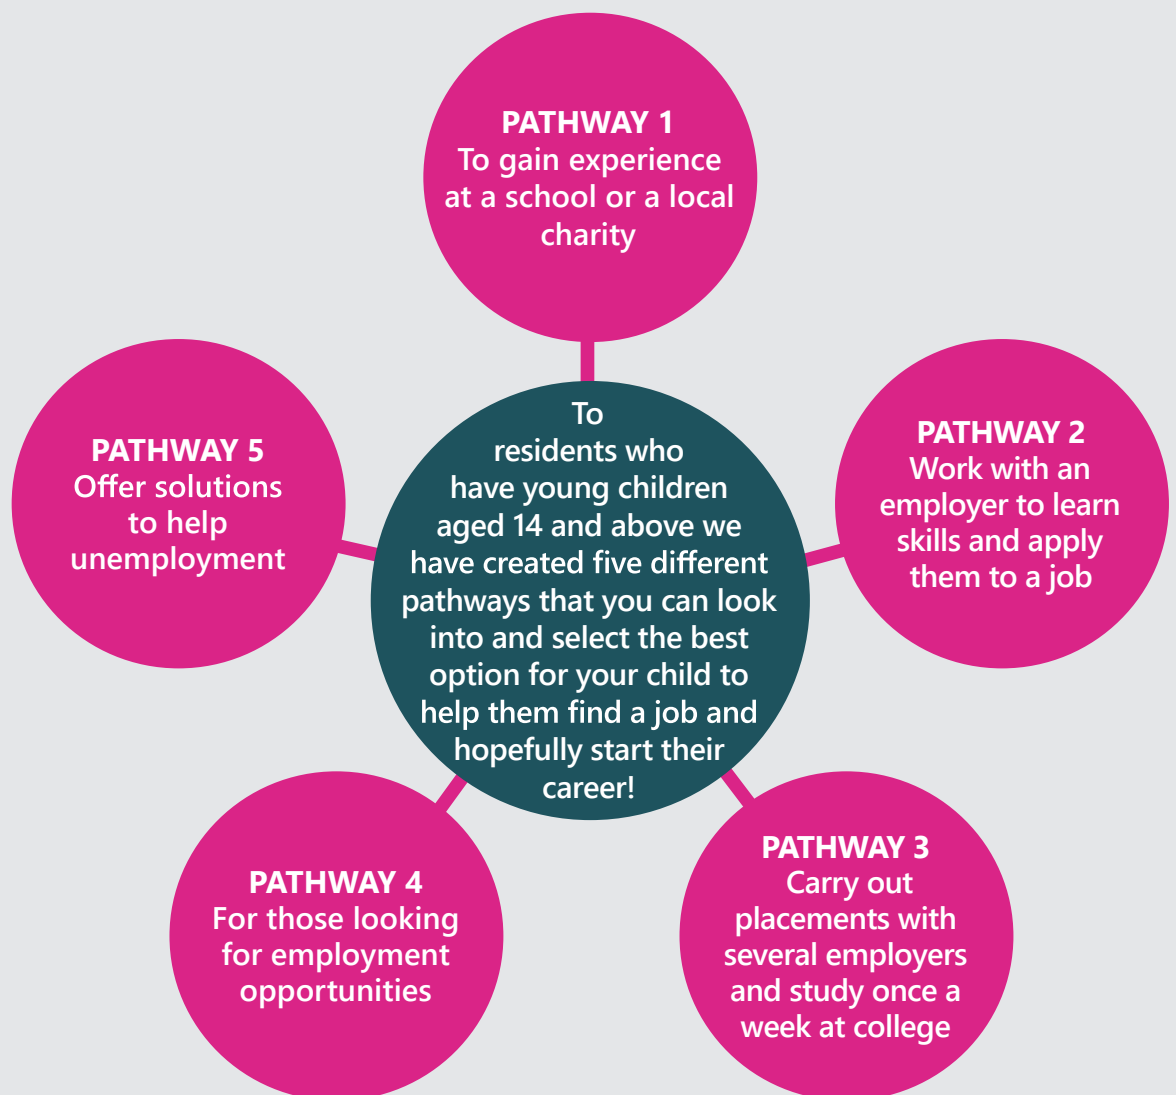 PATHWAY 1
To gain experience
at a school or a local
charity
PATHWAY 2
Work with an
employer to learn
skills and apply
them to a job
PATHWAY 3
Carry out
placements with
several employers
and study once a
week at college
PATHWAY 4
For those looking
for employment
opportunities
PATHWAY 5
Offer solutions
to help
unemployment
To
residents who
have young children
aged 14 and above we
have created five different
pathways that you can look
into and select the best
option for your child to
help them find a job and
hopefully start their
career!